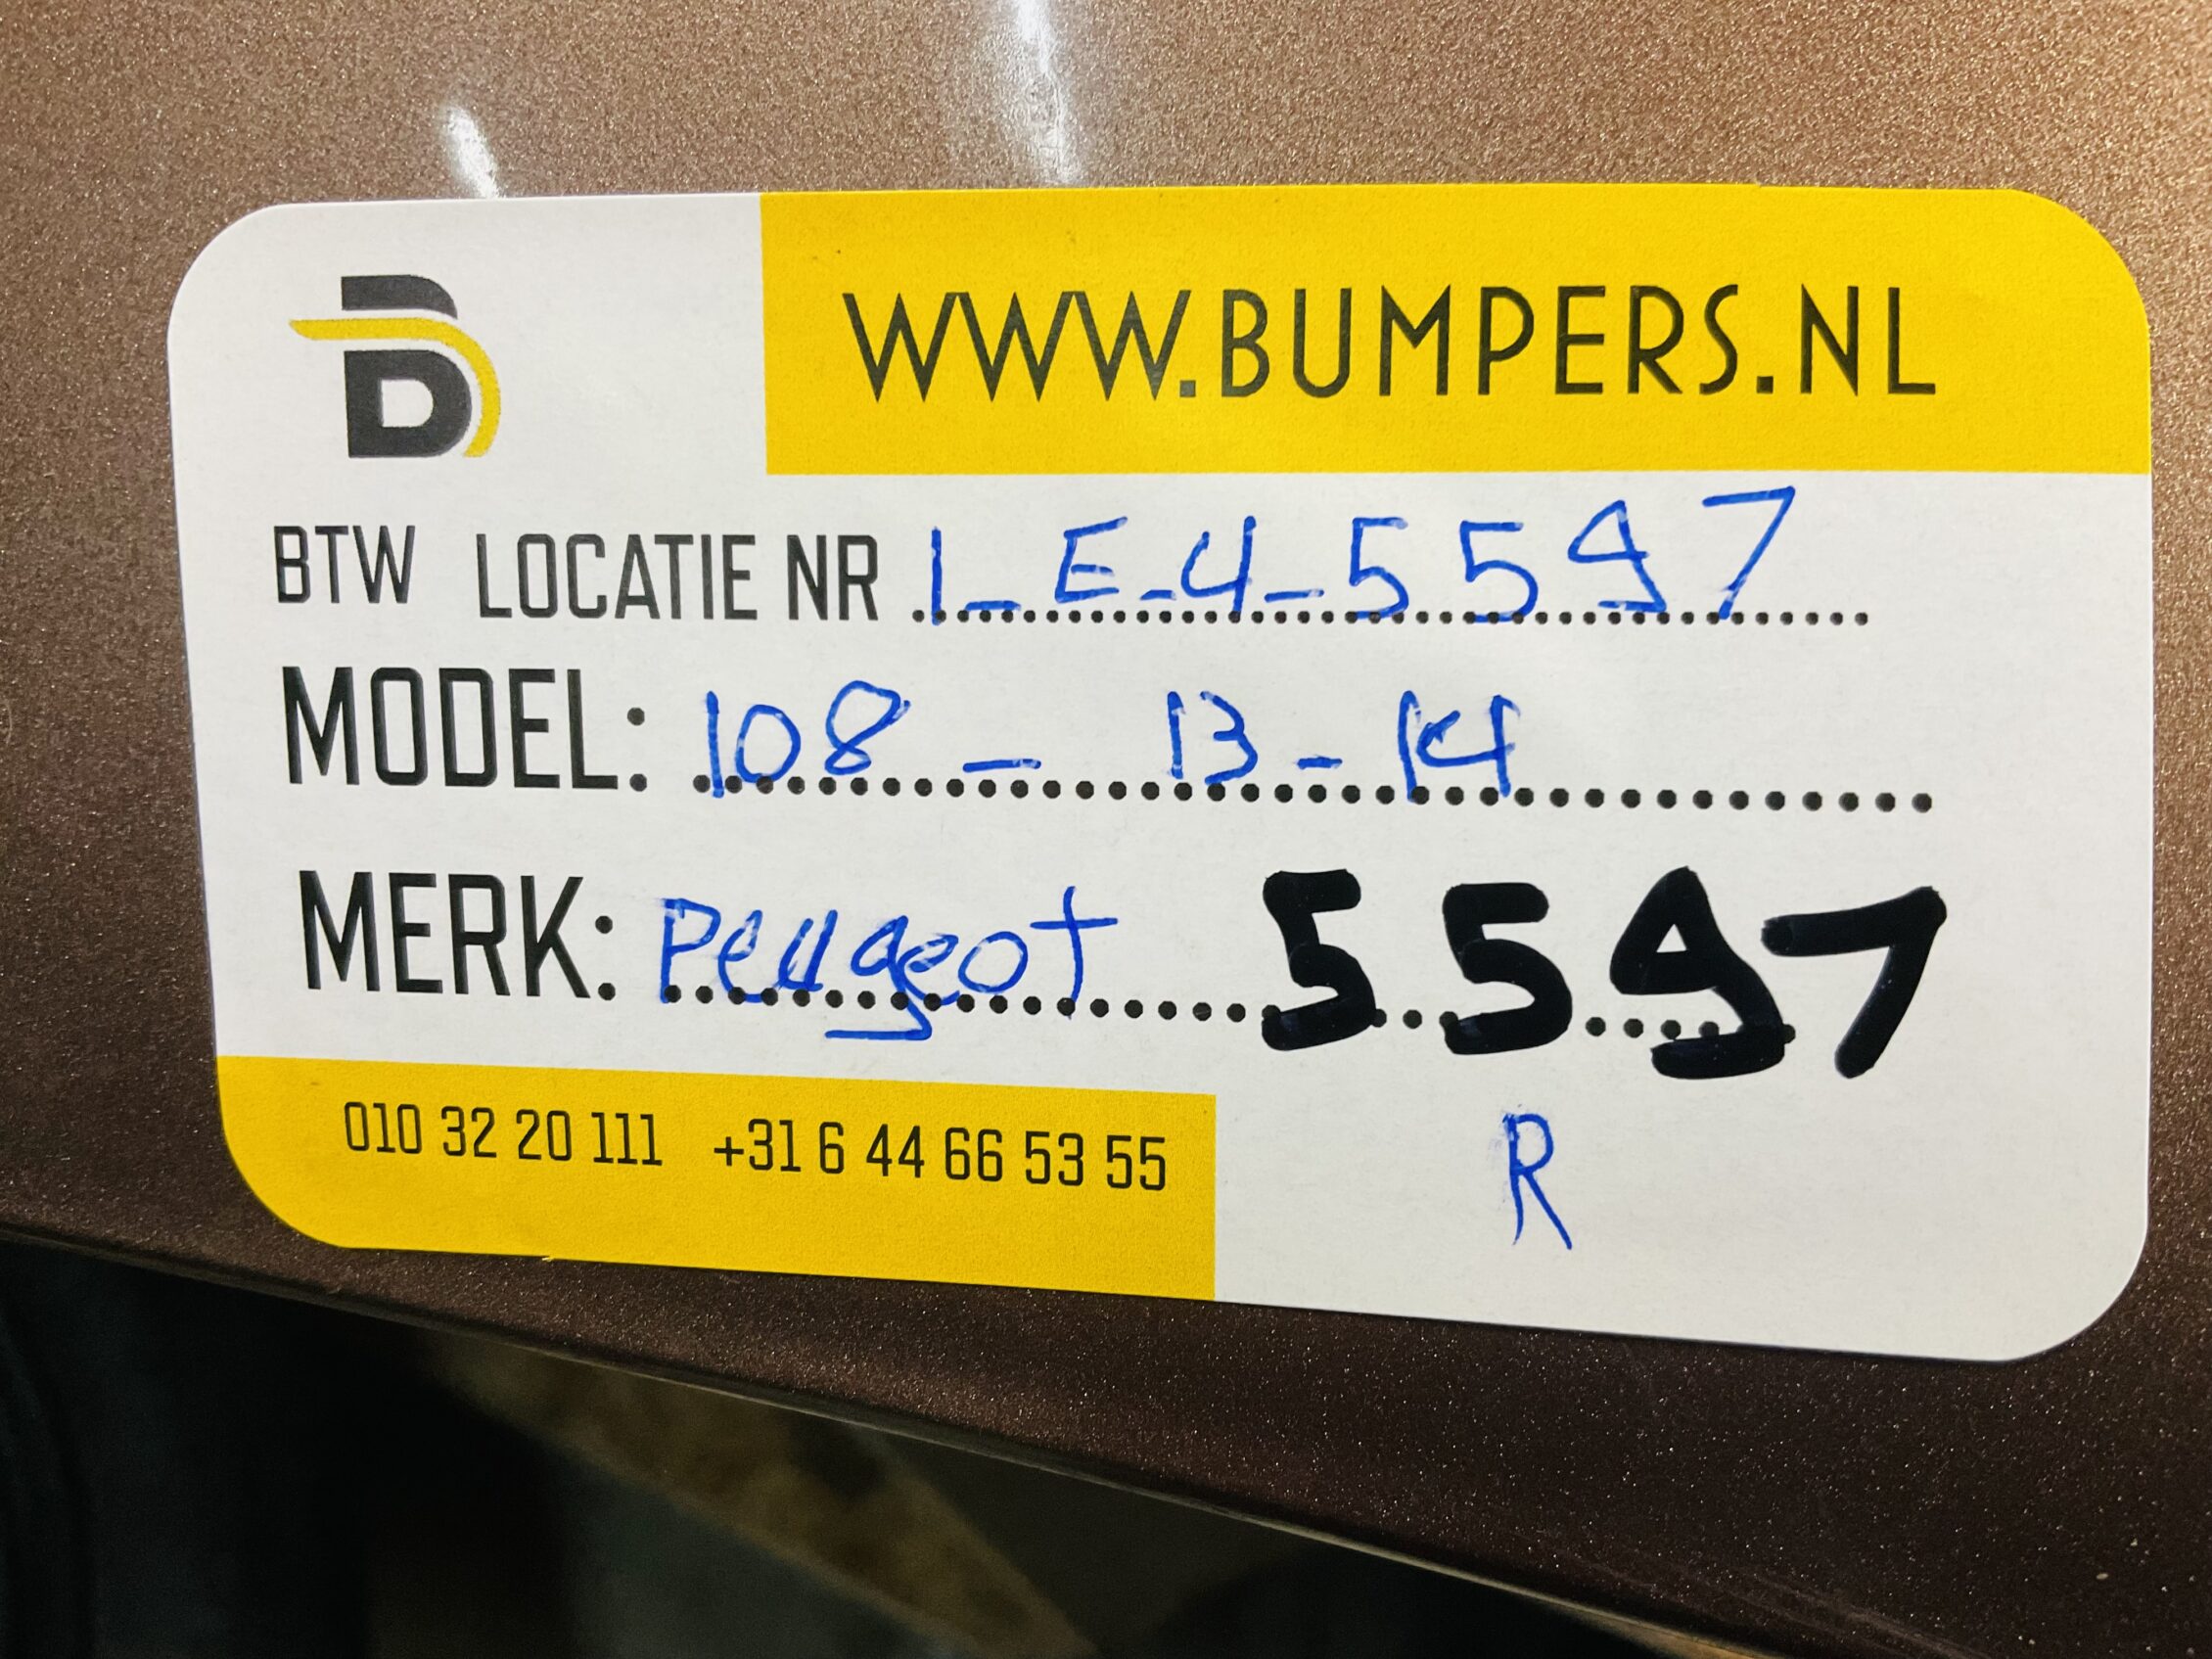 B
WWW.BUMPERS.NL
BTW LOCATIE NR 1-E-4-5597
MODEL: 108 - 13-14
MERK: Peugeot 5597
010 32 20 111 +31 6 44 66 53 55
R